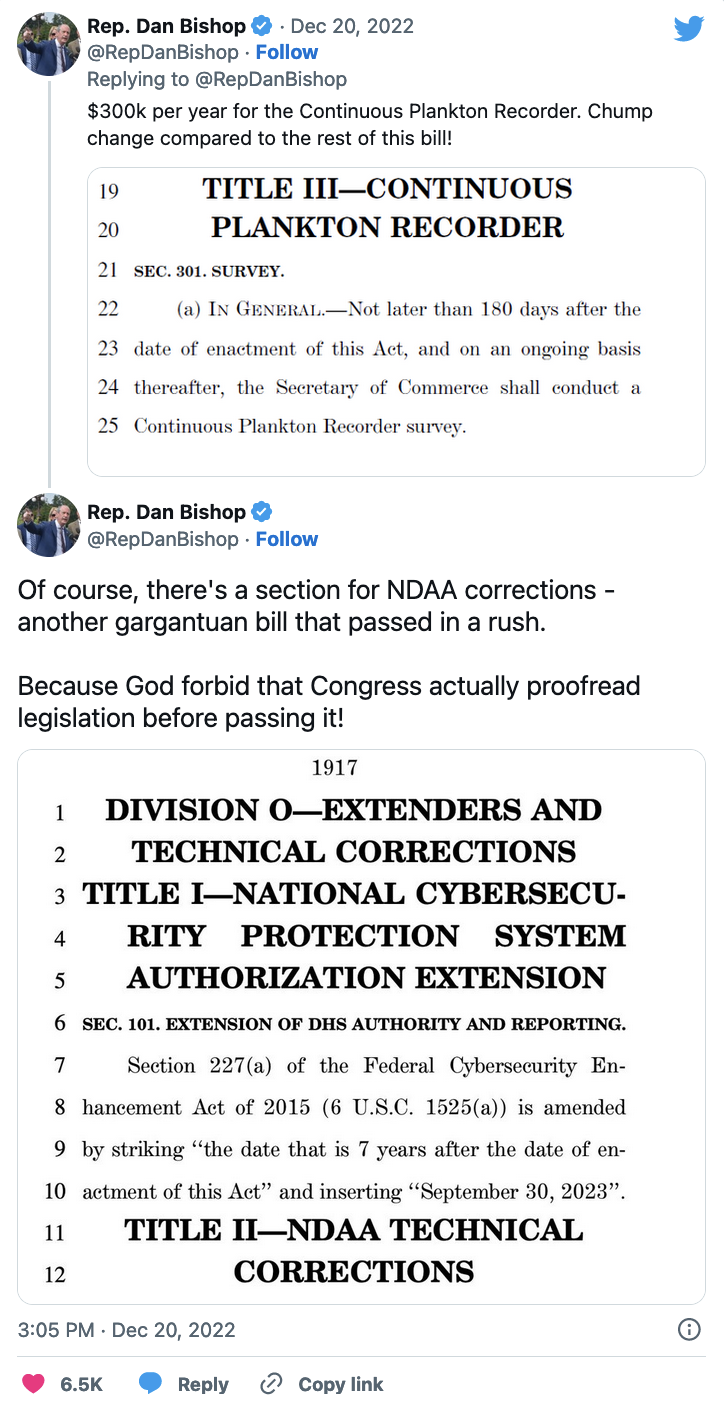 Rep. Dan Bishop · Dec 20, 2022
@RepDanBishop · Follow
Replying to @RepDanBishop
$300k per year for the Continuous Plankton Recorder. Chump
change compared to the rest of this bill!
19 TITLE III—CONTINUOUS
20 PLANKTON RECORDER
21 SEC. 301. SURVEY.
22 (a) IN GENERAL.—Not later than 180 days after the
23 date of enactment of this Act, and on an ongoing basis
24 thereafter, the Secretary of Commerce shall conduct a
25 Continuous Plankton Recorder survey.
Rep. Dan Bishop
@RepDanBishop · Follow
Of course, there's a section for NDAA corrections -
another gargantuan bill that passed in a rush.
Because God forbid that Congress actually proofread
legislation before passing it!
1917
1 DIVISION O—EXTENDERS AND
2 TECHNICAL CORRECTIONS
3 TITLE I—NATIONAL CYBERSECU-
4 RITY PROTECTION SYSTEM
5 AUTHORIZATION EXTENSION
6 SEC. 101. EXTENSION OF DHS AUTHORITY AND REPORTING.
7 Section 227(a) of the Federal Cybersecurity En-
8 hancement Act of 2015 (6 U.S.C. 1525(a)) is amended
9 by striking “the date that is 7 years after the date of en-
10 actment of this Act” and inserting “September 30, 2023”.
11 TITLE II—NDAA TECHNICAL
12 CORRECTIONS
3:05 PM · Dec 20, 2022
6.5K Reply Copy link